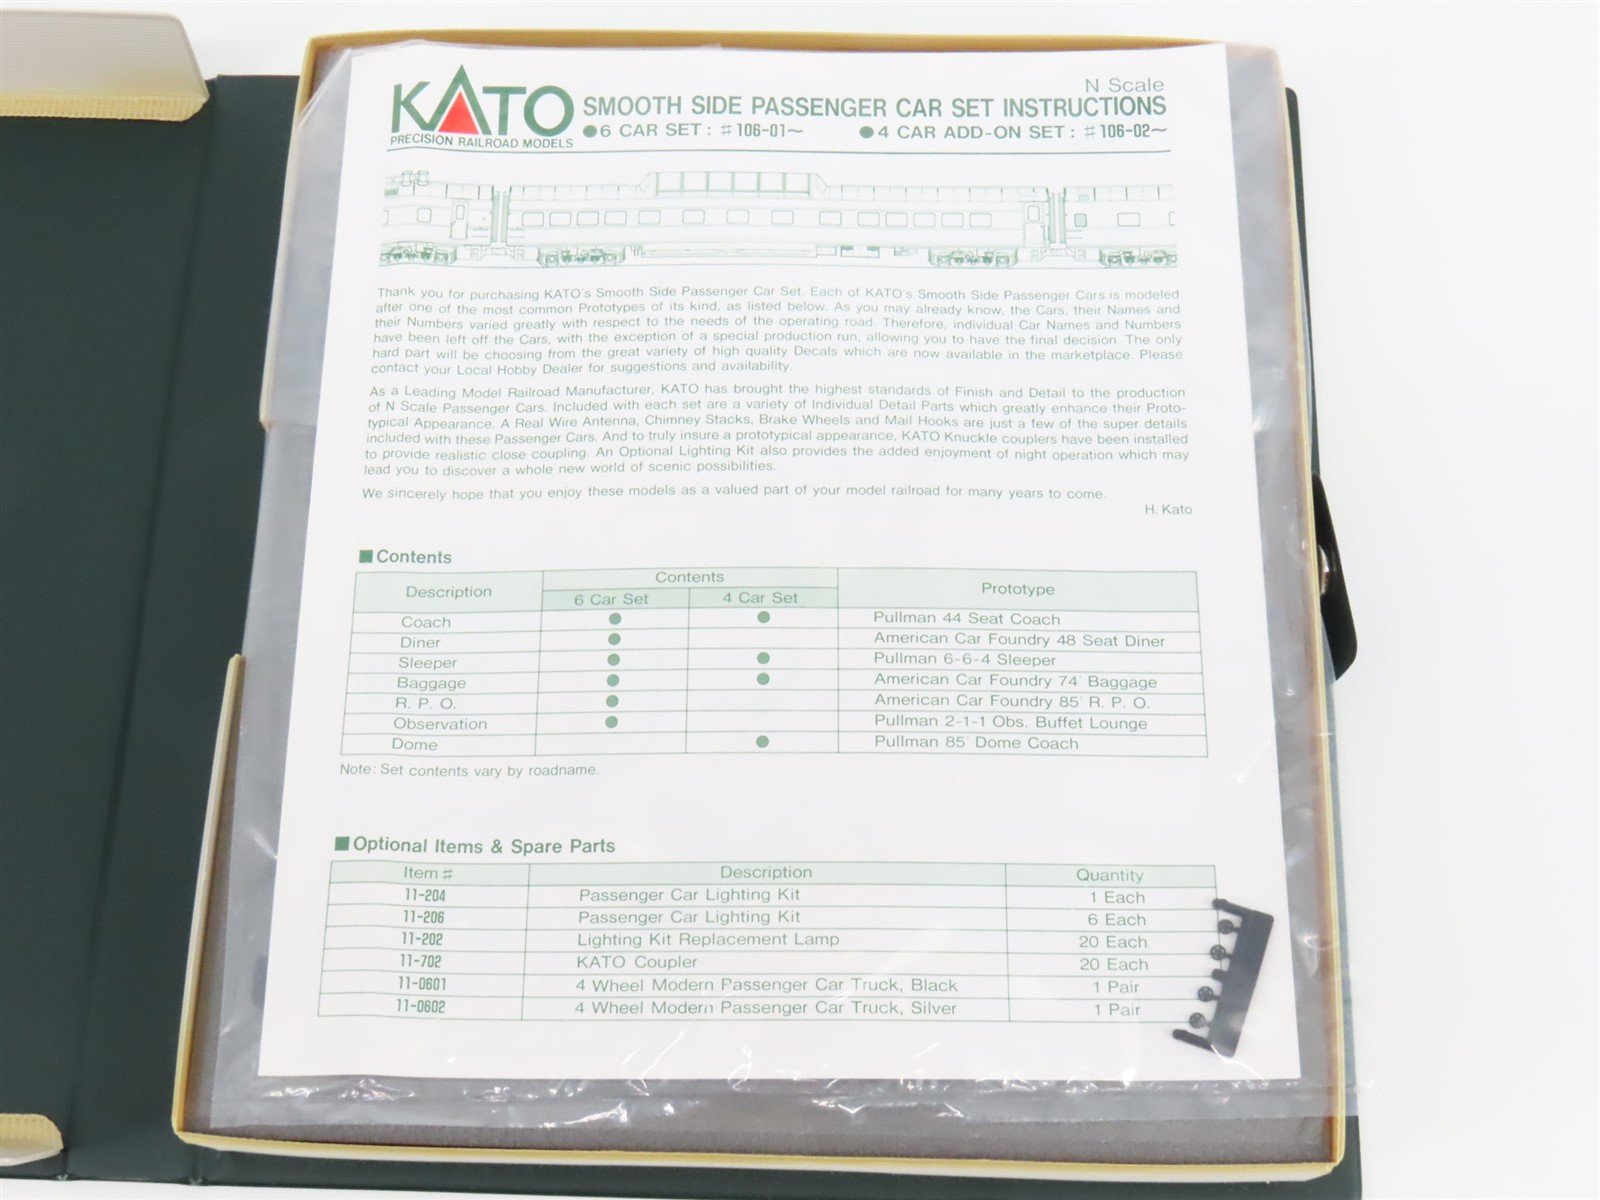 KATO
PRECISION RAILROAD MODELS
N Scale
SMOOTH SIDE PASSENGER CAR SET INSTRUCTIONS
●6 CAR SET : #106-01~ ●4 CAR ADD-ON SET : #106-02~
Thank you for purchasing KATO's Smooth Side Passenger Car Set. Each of KATO's Smooth Side Passenger Cars is modeled
after one of the most common Prototypes of its kind, as listed below. As you may already know, the Cars, their Names and
their Numbers varied greatly with respect to the needs of the operating road. Therefore, individual Car Names and Numbers
have been left off the Cars, with the exception of a special production run, allowing you to have the final decision. The only
hard part will be choosing from the great variety of high quality Decals which are now available in the marketplace. Please
contact your Local Hobby Dealer for suggestions and availability.
As a Leading Model Railroad Manufacturer, KATO has brought the highest standards of Finish and Detail to the production
of N Scale Passenger Cars. Included with each set are a variety of Individual Detail Parts which greatly enhance their Proto-
typical Appearance. A Real Wire Antenna, Chimney Stacks, Brake Wheels and Mail Hooks are just a few of the super details
included with these Passenger Cars. And to truly insure a prototypical appearance, KATO Knuckle couplers have been installed
to provide realistic close coupling. An Optional Lighting Kit also provides the added enjoyment of night operation which may
lead you to discover a whole new world of scenic possibilities.
We sincerely hope that you enjoy these models as a valued part of your model railroad for many years to come.
H. Kato
■Contents
Description Contents Prototype
6 Car Set 4 Car Set
Coach ● ● Pullman 44 Seat Coach
Diner ● American Car Foundry 48 Seat Diner
Sleeper ● ● Pullman 6-6-4 Sleeper
Baggage ● ● American Car Foundry 74' Baggage
R. P. O. ● American Car Foundry 85' R. P. O.
Observation ● Pullman 2-1-1 Obs. Buffet Lounge
Dome ● Pullman 85' Dome Coach
Note: Set contents vary by roadname.
■Optional Items & Spare Parts
Item # Description Quantity
11-204 Passenger Car Lighting Kit 1 Each
11-206 Passenger Car Lighting Kit 6 Each
11-202 Lighting Kit Replacement Lamp 20 Each
11-702 KATO Coupler 20 Each
11-0601 4 Wheel Modern Passenger Car Truck, Black 1 Pair
11-0602 4 Wheel Modern Passenger Car Truck, Silver 1 Pair